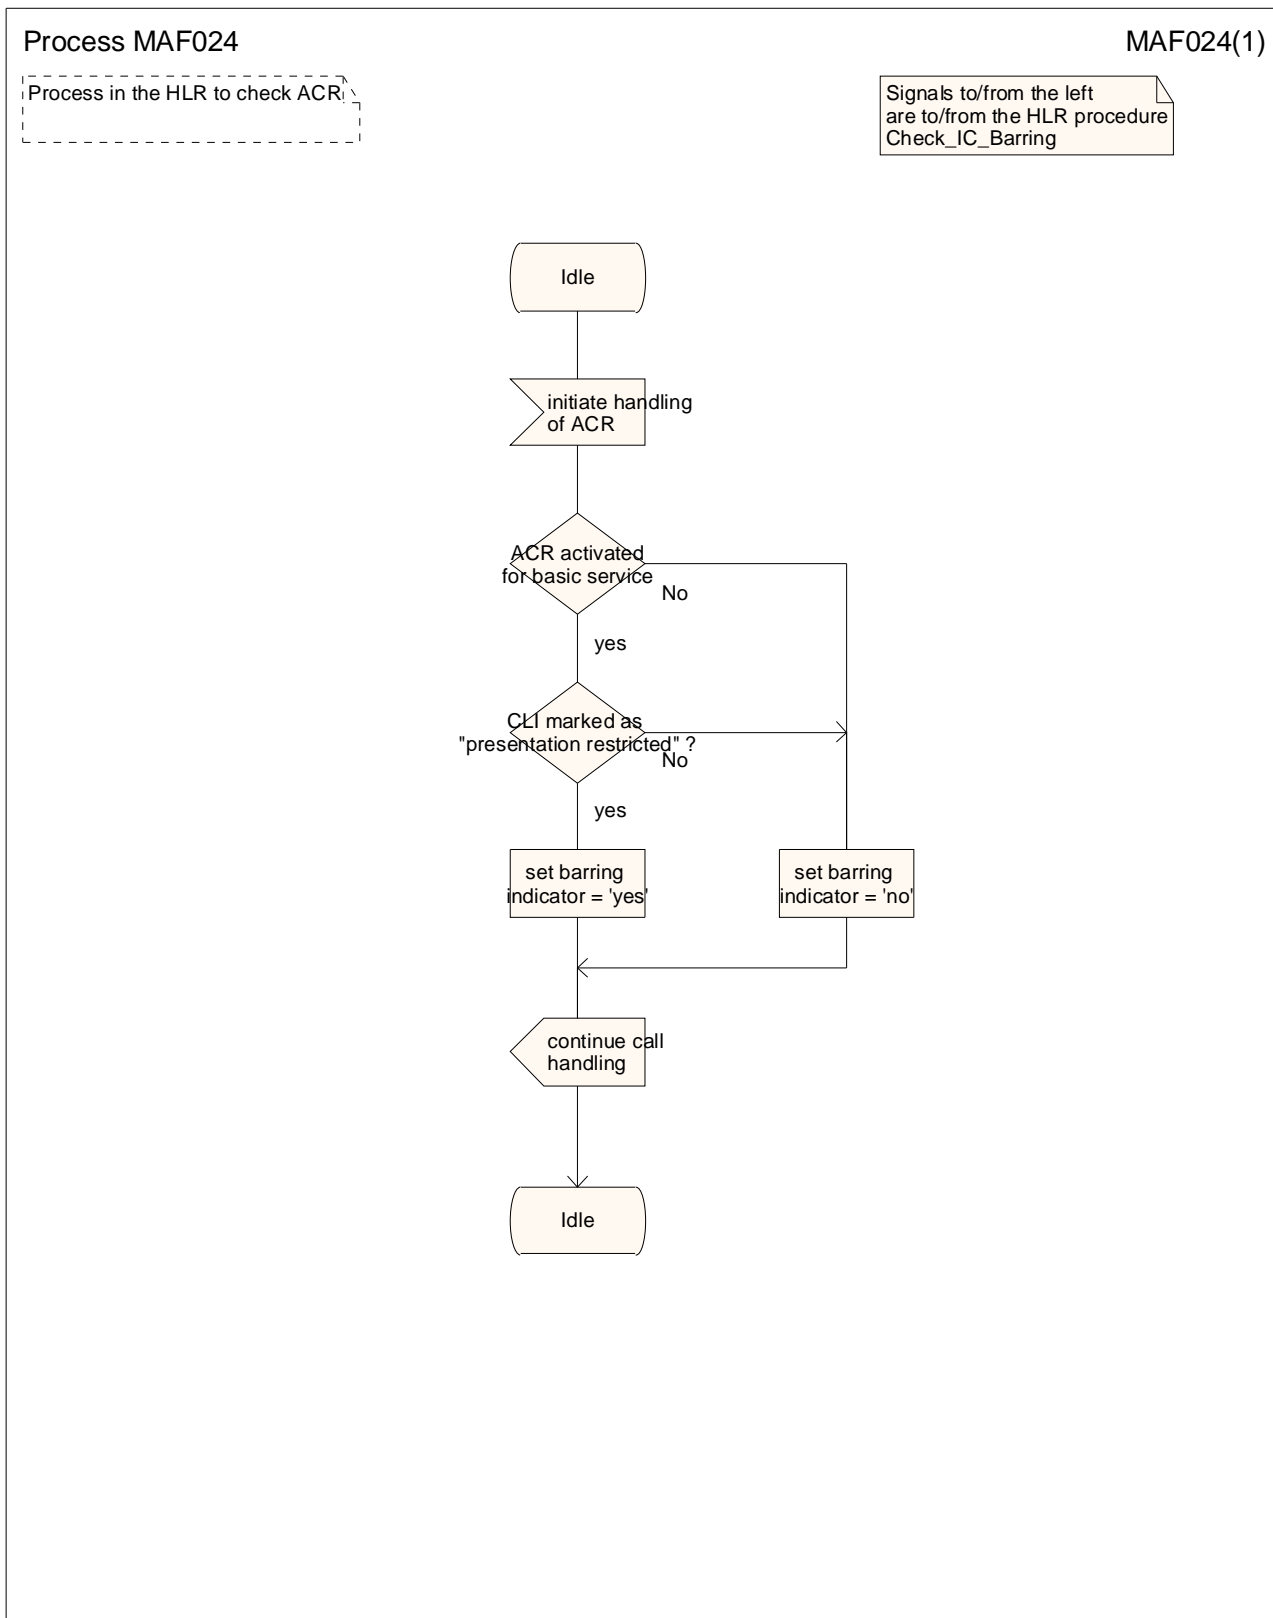 Process MAF024
MAF024(1)
Process in the HLR to check ACR
Signals to/from the left
are to/from the HLR procedure
Check_IC_Barring
Idle
initiate handling
of ACR
ACR activated
for basic service
No
yes
CLI marked as
"presentation restricted" ?
No
yes
set barring
indicator = 'yes'
set barring
indicator = 'no'
continue call
handling
Idle